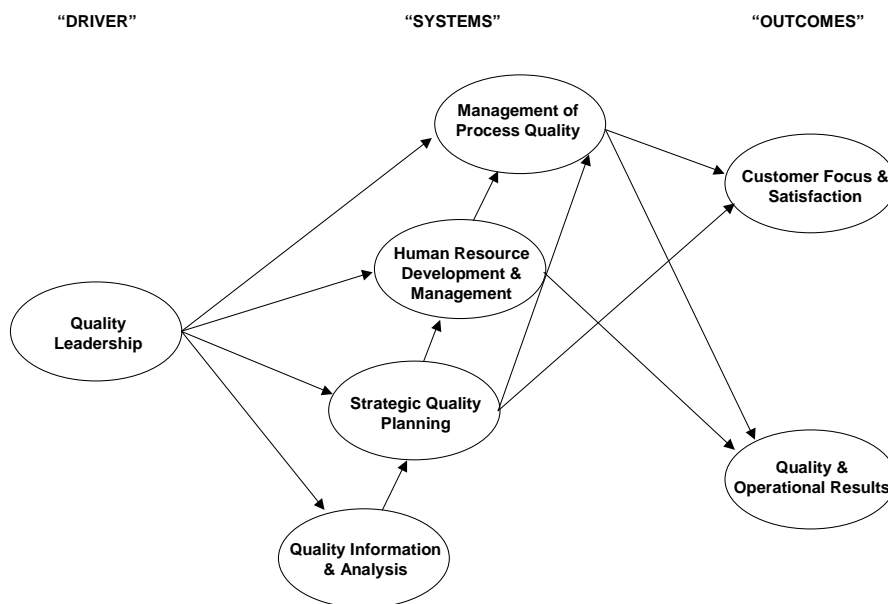 “DRIVER”
“SYSTEMS”
“OUTCOMES”
Management of
Process Quality
Customer Focus &
Satisfaction
Human Resource
Development &
Management
Quality
Leadership
Strategic Quality
Planning
Quality &
Operational Results
Quality Information
& Analysis